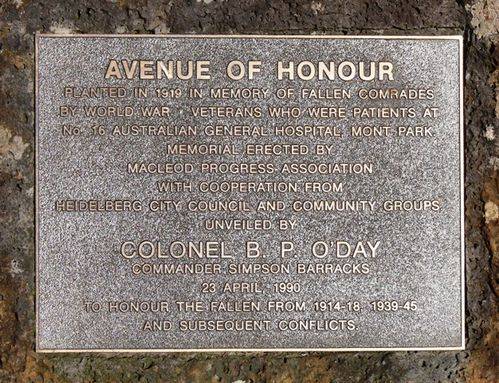 AVENUE OF HONOUR
PLANTED IN 1919 IN MEMORY OF FALLEN COMRADES
BY WORLD WAR I VETERANS WHO WERE PATIENTS AT
No. 16 AUSTRALIAN GENERAL HOSPITAL, MONT PARK
MEMORIAL ERECTED BY
MACLEOD PROGRESS ASSOCIATION
WITH COOPERATION FROM
HEIDELBERG CITY COUNCIL AND COMMUNITY GROUPS
UNVEILED BY
COLONEL B. P. O'DAY
COMMANDER SIMPSON BARRACKS
23 APRIL, 1990
TO HONOUR THE FALLEN FROM 1914-18, 1939-45
AND SUBSEQUENT CONFLICTS.